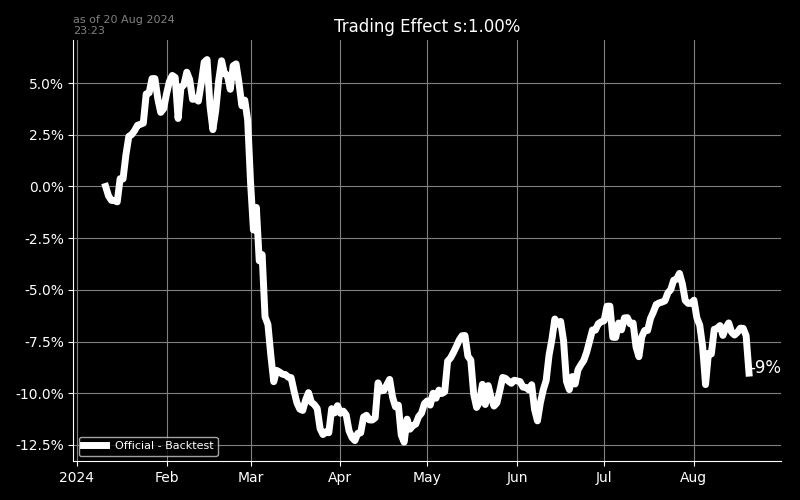 as of 20 Aug 2024
23:23
Trading Effect s:1.00%
5.0%
2.5%
0.0%
-2.5%
-5.0%
-7.5%
-10.0%
-12.5%
-9%
Official - Backtest
2024 Feb Mar Apr May Jun Jul Aug